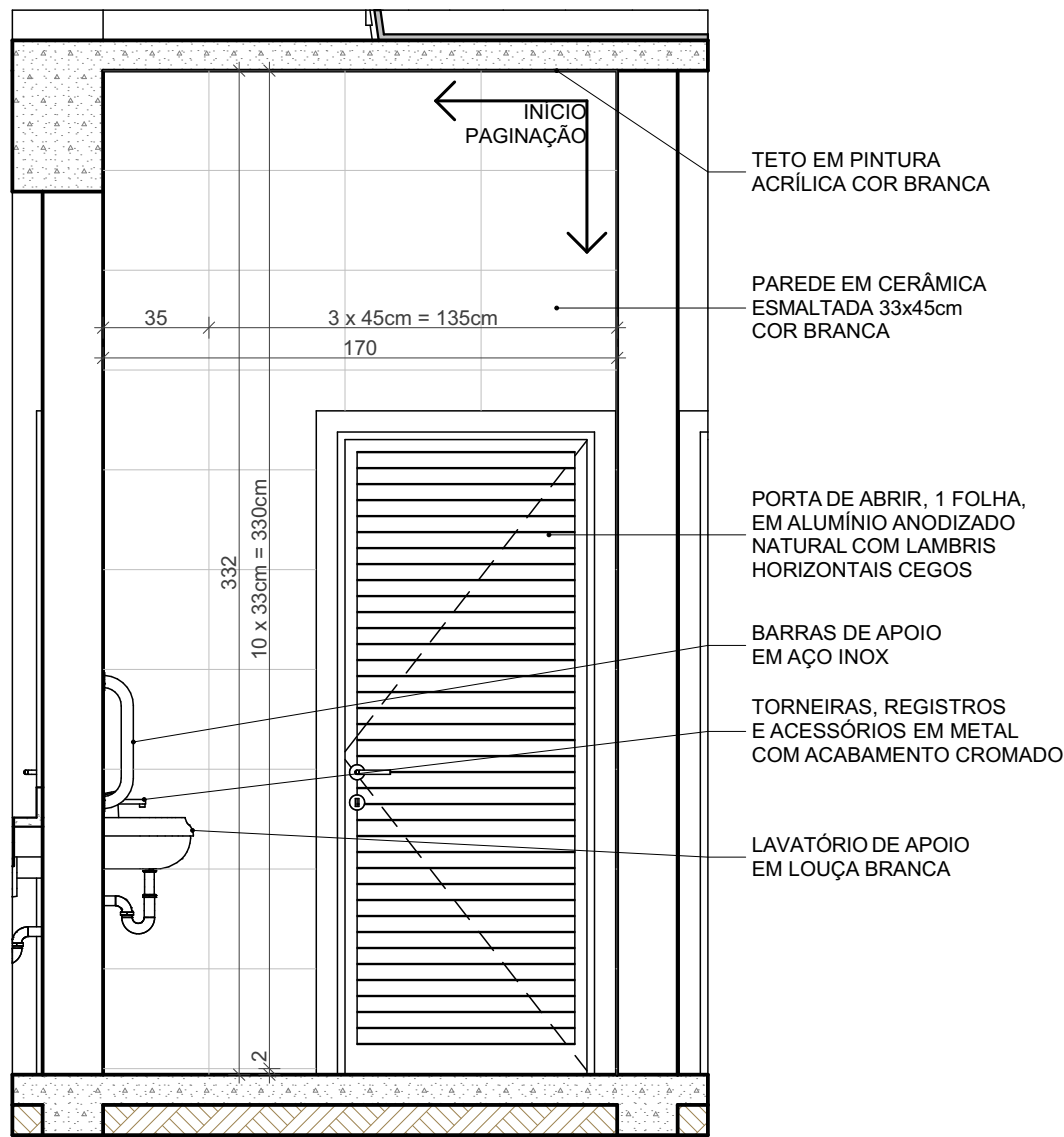 INÍCIO
PAGINAÇÃO
TETO EM PINTURA
ACRÍLICA COR BRANCA
PAREDE EM CERÂMICA
ESMALTADA 33x45cm
COR BRANCA
35
3 x 45cm = 135cm
170
332
10 x 33cm = 330cm
2
PORTA DE ABRIR, 1 FOLHA,
EM ALUMÍNIO ANODIZADO
NATURAL COM LAMBRIS
HORIZONTAIS CEGOS
BARRAS DE APOIO
EM AÇO INOX
TORNEIRAS, REGISTROS
E ACESSÓRIOS EM METAL
COM ACABAMENTO CROMADO
LAVATÓRIO DE APOIO
EM LOUÇA BRANCA